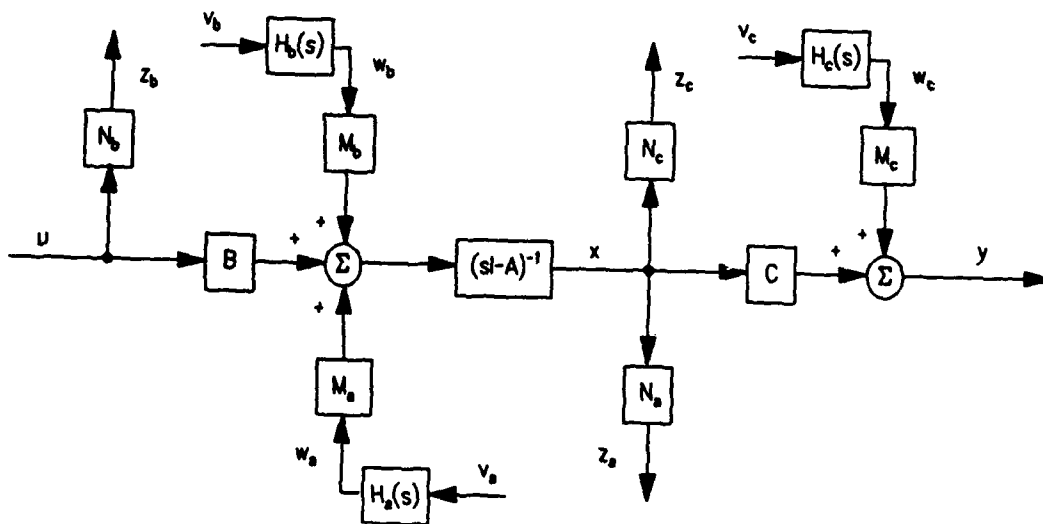 v_b
H_b(s)
w_b
z_b
N_b
M_b
μ
B
+
+
+
Σ
(sI-A)⁻¹
x
M_a
w_a
H_a(s)
v_a
z_c
N_c
N_a
z_a
v_c
H_c(s)
w_c
M_c
C
+
+
Σ
y